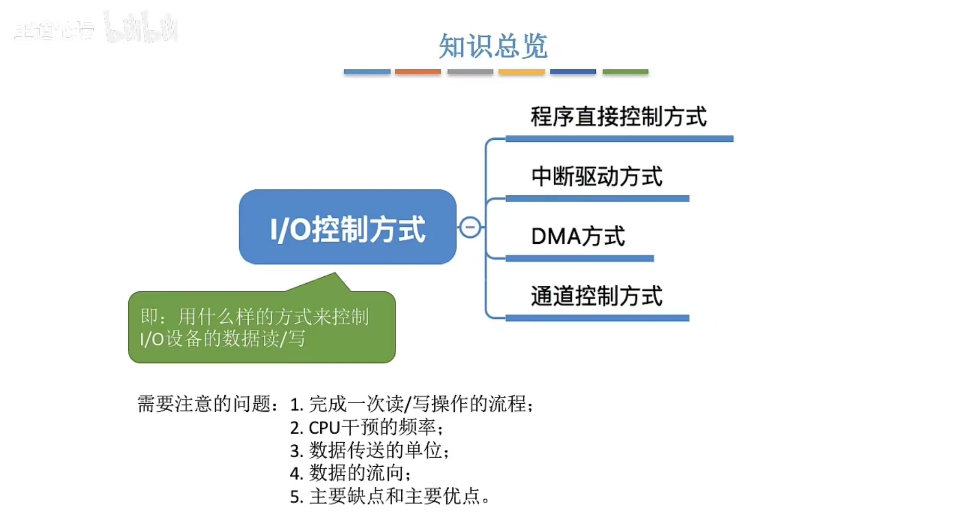 王道论坛 bilibili
知识总览
程序直接控制方式
中断驱动方式
I/O控制方式
DMA方式
通道控制方式
即：用什么样的方式来控制
I/O设备的数据读/写
需要注意的问题：1. 完成一次读/写操作的流程；
2. CPU干预的频率；
3. 数据传送的单位；
4. 数据的流向；
5. 主要缺点和主要优点。